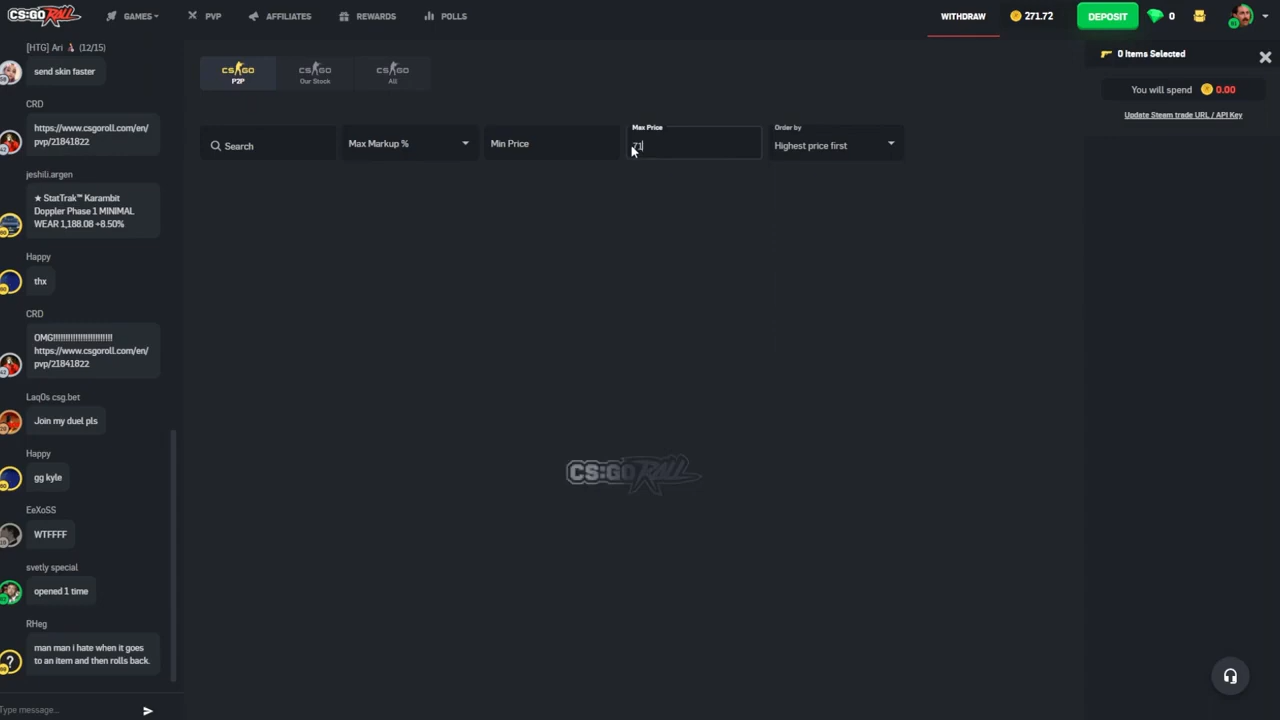 CS:GO ROLL
GAMES
PVP
AFFILIATES
REWARDS
POLLS
WITHDRAW
271.72
DEPOSIT
0
[HTG] Ari (12/15)
send skin faster
CRD
https://www.csgoroll.com/en/
pvp/21841822
jeshili.argen
★ StatTrak™ Karambit
Doppler Phase 1 MINIMAL
WEAR 1,188.08 +8.50%
Happy
thx
CRD
OMG!!!!!!!!!!!!!!!!!!!!!!!!!
https://www.csgoroll.com/en/
pvp/21841822
Laq0s csg.bet
Join my duel pls
Happy
gg kyle
EeXoSS
WTFFFF
svetly special
opened 1 time
RHeg
man man i hate when it goes
to an item and then rolls back.
Type message...
CS GO
P2P
CS GO
Our Stock
CS GO
All
Search
Max Markup %
Min Price
Max Price
71
Order by
Highest price first
CS:GO ROLL
0 Items Selected
You will spend 0.00
Update Steam trade URL / API Key